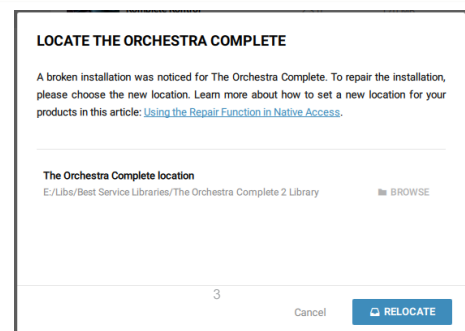 LOCATE THE ORCHESTRA COMPLETE
A broken installation was noticed for The Orchestra Complete. To repair the installation,
please choose the new location. Learn more about how to set a new location for your
products in this article: Using the Repair Function in Native Access.
The Orchestra Complete location
E:/Libs/Best Service Libraries/The Orchestra Complete 2 Library BROWSE
3
Cancel RELOCATE